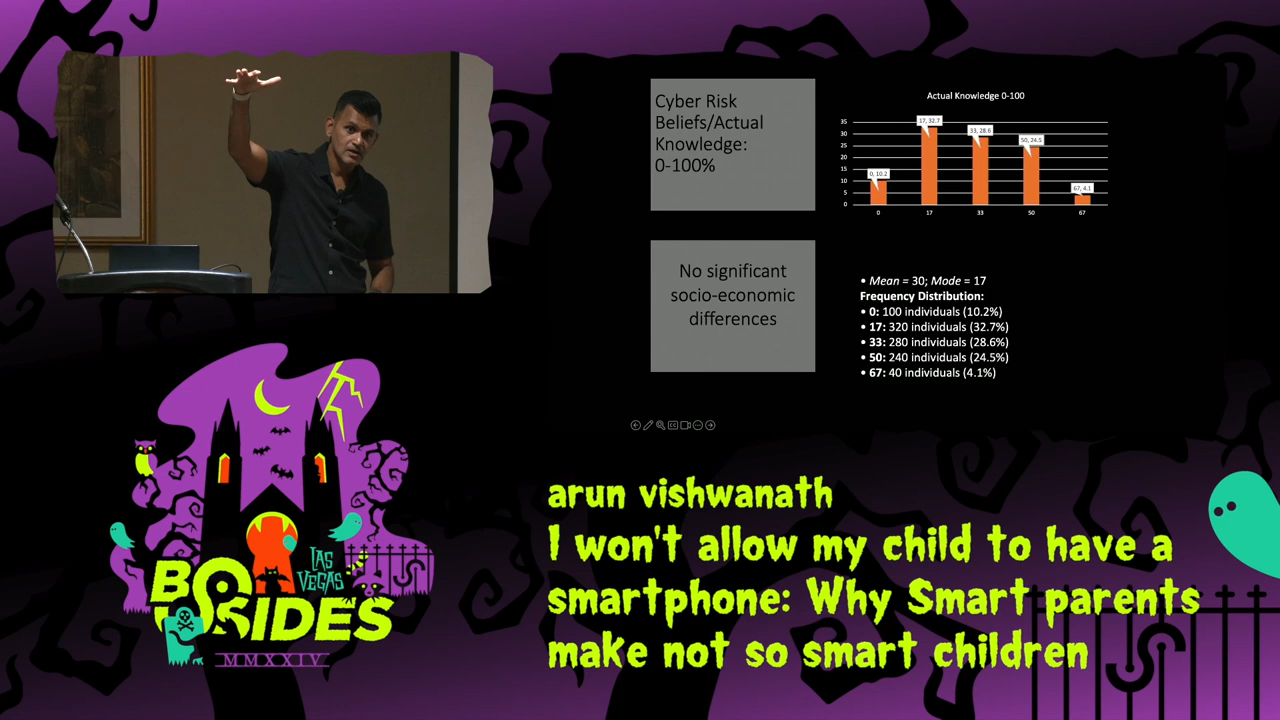 Cyber Risk
Beliefs/Actual
Knowledge:
0-100%
No significant
socio-economic
differences
Actual Knowledge 0-100
35
30
25
20
15
10
5
0
0, 10.2
17, 32.7
33, 28.6
50, 24.5
67, 4.1
0 17 33 50 67
• Mean = 30; Mode = 17
Frequency Distribution:
• 0: 100 individuals (10.2%)
• 17: 320 individuals (32.7%)
• 33: 280 individuals (28.6%)
• 50: 240 individuals (24.5%)
• 67: 40 individuals (4.1%)
LAS
VEGAS
BSIDES
MMXXIV
arun vishwanath
I won't allow my child to have a
smartphone: Why Smart parents
make not so smart children